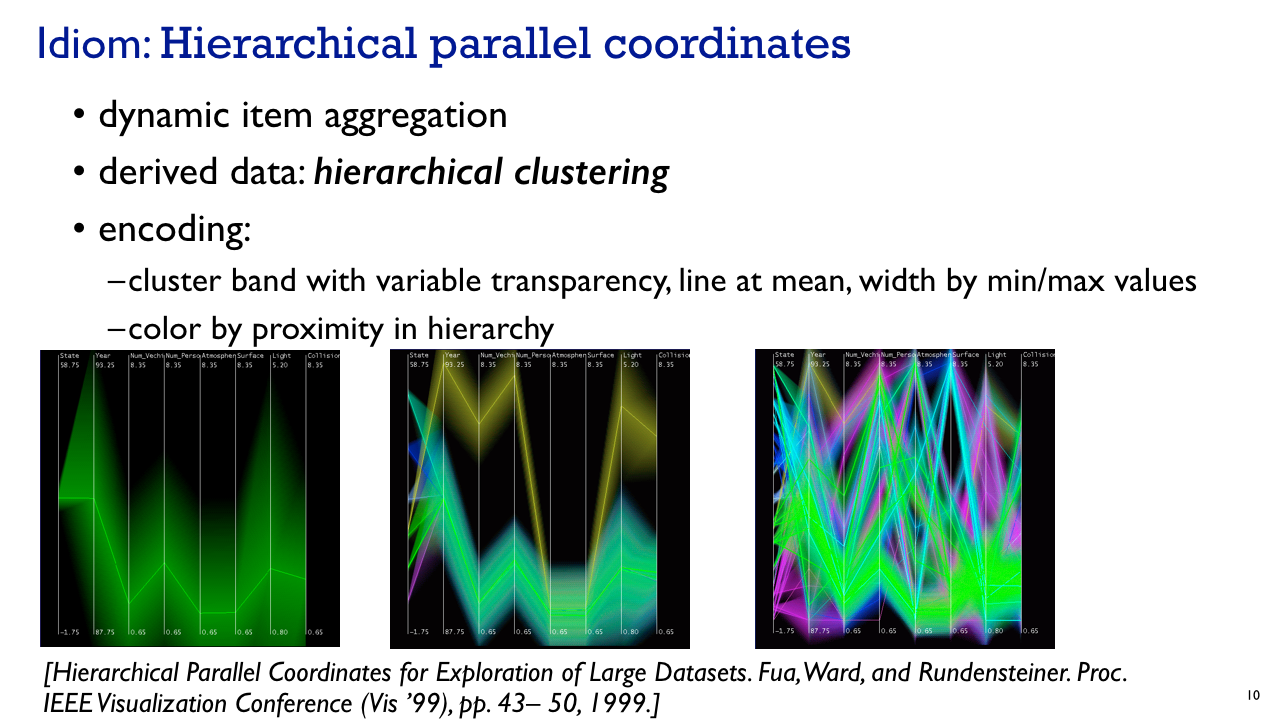 Idiom: Hierarchical parallel coordinates
• dynamic item aggregation
• derived data: hierarchical clustering
• encoding:
–cluster band with variable transparency, line at mean, width by min/max values
–color by proximity in hierarchy
State Year Num_Vechi Num_Perso Atmospher Surface Light Collision
58.75 93.25 8.35 8.35 8.35 8.35 5.20 8.35
-1.75 87.75 0.65 0.65 0.65 0.65 0.80 0.65
State Year Num_Vechi Num_Perso Atmospher Surface Light Collisio
58.75 93.25 8.35 8.35 8.35 8.35 5.20 8.35
-1.75 87.75 0.65 0.65 0.65 0.65 0.80 0.65
State Year Num_Vechi Num_Perso Atmospher Surface Light Collisio
58.75 93.25 8.35 8.35 8.35 8.35 5.20 8.35
-1.75 87.75 0.65 0.65 0.65 0.65 0.80 0.65
[Hierarchical Parallel Coordinates for Exploration of Large Datasets. Fua, Ward, and Rundensteiner. Proc.
IEEE Visualization Conference (Vis ’99), pp. 43– 50, 1999.]
10